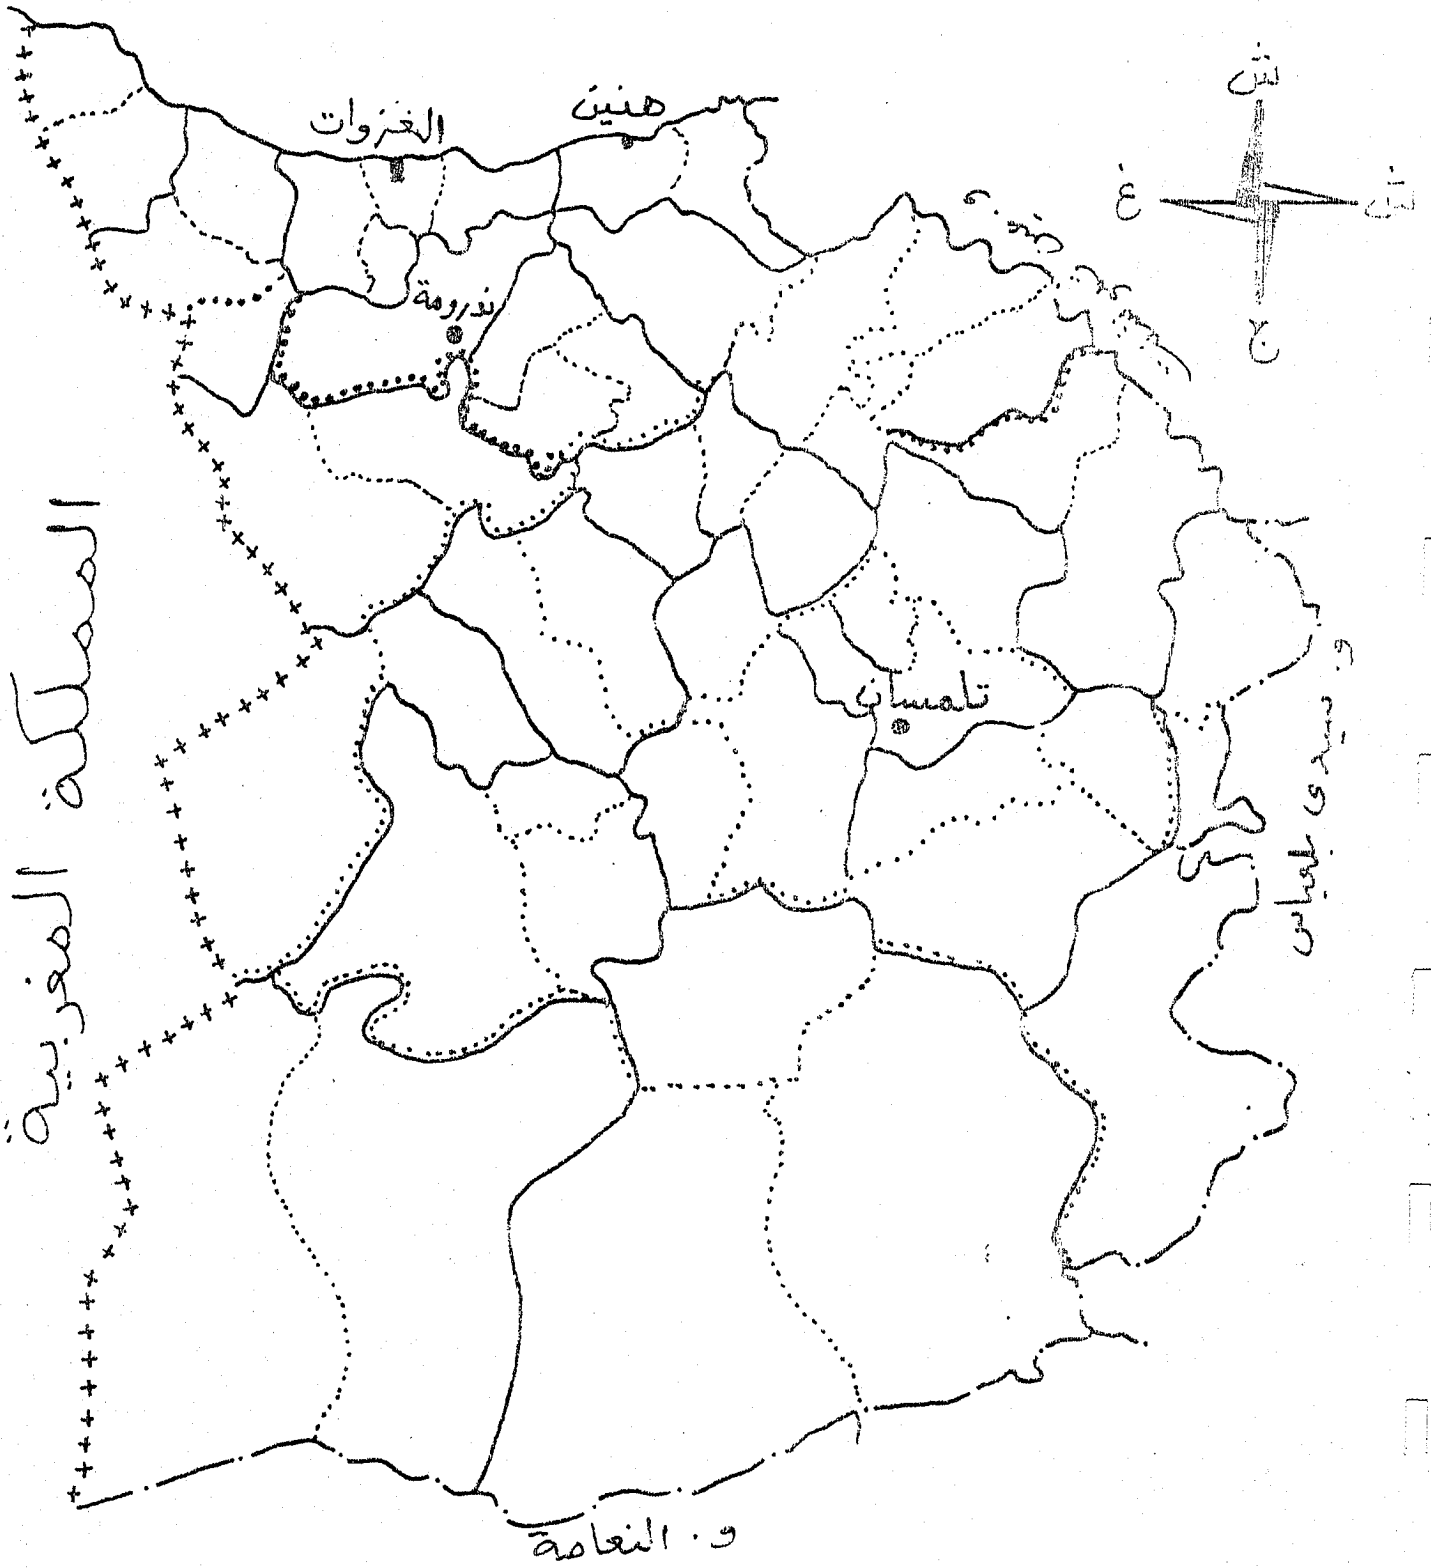 ش
غ
ش
ج
الغزوات
هنين
ندرومة
تلمسان
المملكة المغربية
و. سيدي بلعباس
و. النعامة